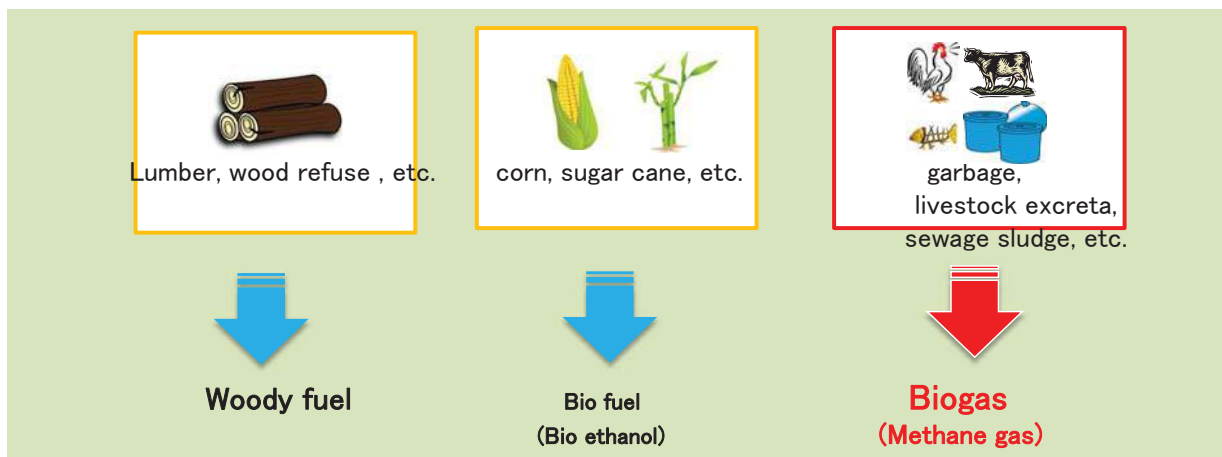 Lumber, wood refuse , etc.
corn, sugar cane, etc.
garbage,
livestock excreta,
sewage sludge, etc.
Woody fuel
Bio fuel
(Bio ethanol)
Biogas
(Methane gas)